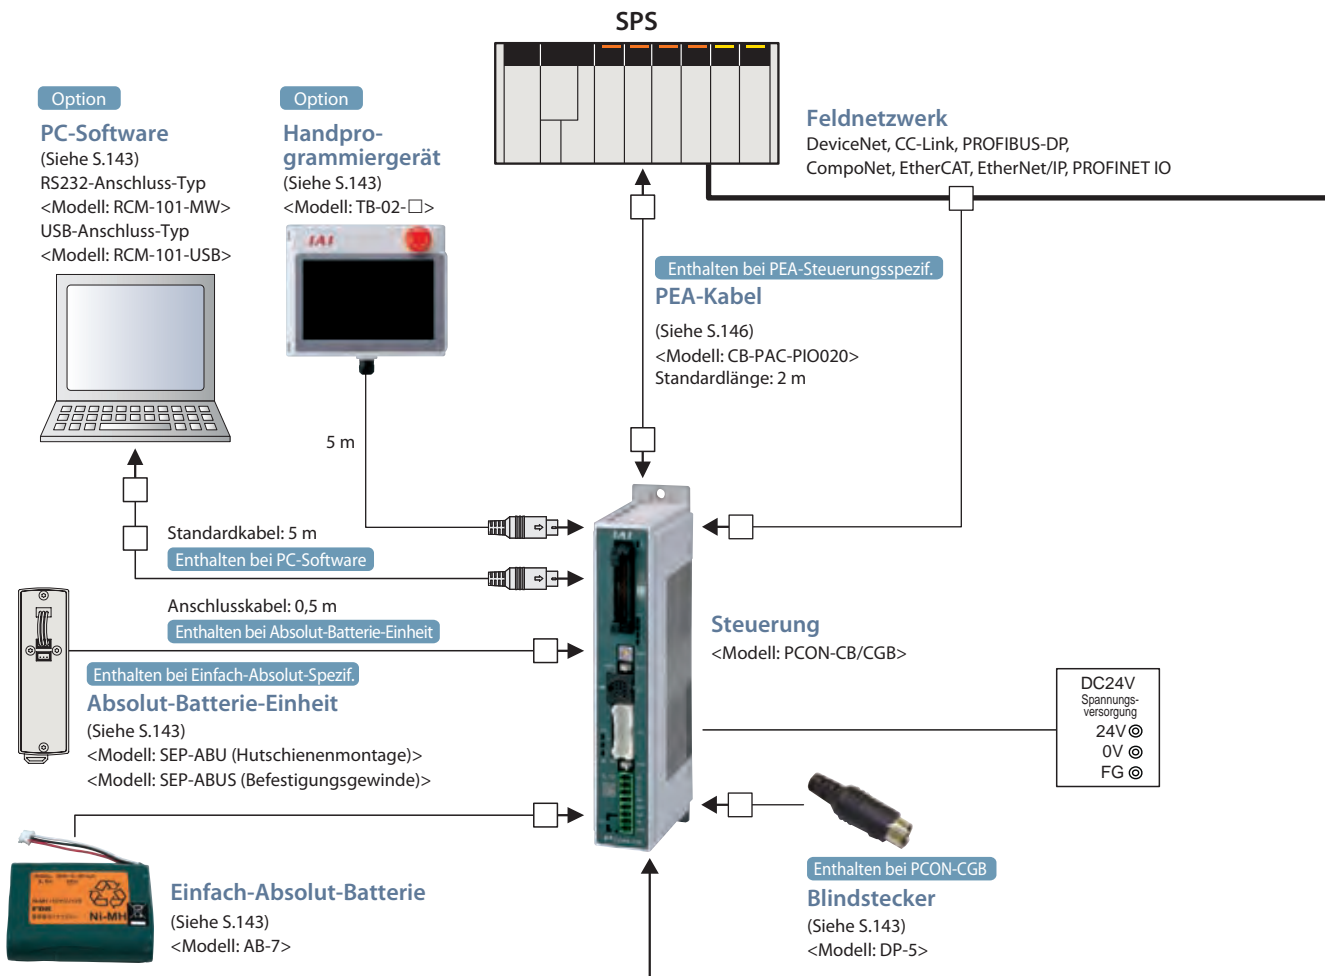 SPS
Option
PC-Software
(Siehe S.143)
RS232-Anschluss-Typ
<Modell: RCM-101-MW>
USB-Anschluss-Typ
<Modell: RCM-101-USB>
Option
Handpro-
grammiergerät
(Siehe S.143)
<Modell: TB-02-□>
IAI
Feldnetzwerk
DeviceNet, CC-Link, PROFIBUS-DP,
CompoNet, EtherCAT, EtherNet/IP, PROFINET IO
Enthalten bei PEA-Steuerungsspezif.
PEA-Kabel
(Siehe S.146)
<Modell: CB-PAC-PIO020>
Standardlänge: 2 m
5 m
Standardkabel: 5 m
Enthalten bei PC-Software
Anschlusskabel: 0,5 m
Enthalten bei Absolut-Batterie-Einheit
Enthalten bei Einfach-Absolut-Spezif.
Absolut-Batterie-Einheit
(Siehe S.143)
<Modell: SEP-ABU (Hutschienenmontage)>
<Modell: SEP-ABUS (Befestigungsgewinde)>
IAI
Steuerung
<Modell: PCON-CB/CGB>
DC24V
Spannungs-
versorgung
24V
0V
FG
Enthalten bei PCON-CGB
Blindstecker
(Siehe S.143)
<Modell: DP-5>
Ni-MH
Einfach-Absolut-Batterie
(Siehe S.143)
<Modell: AB-7>